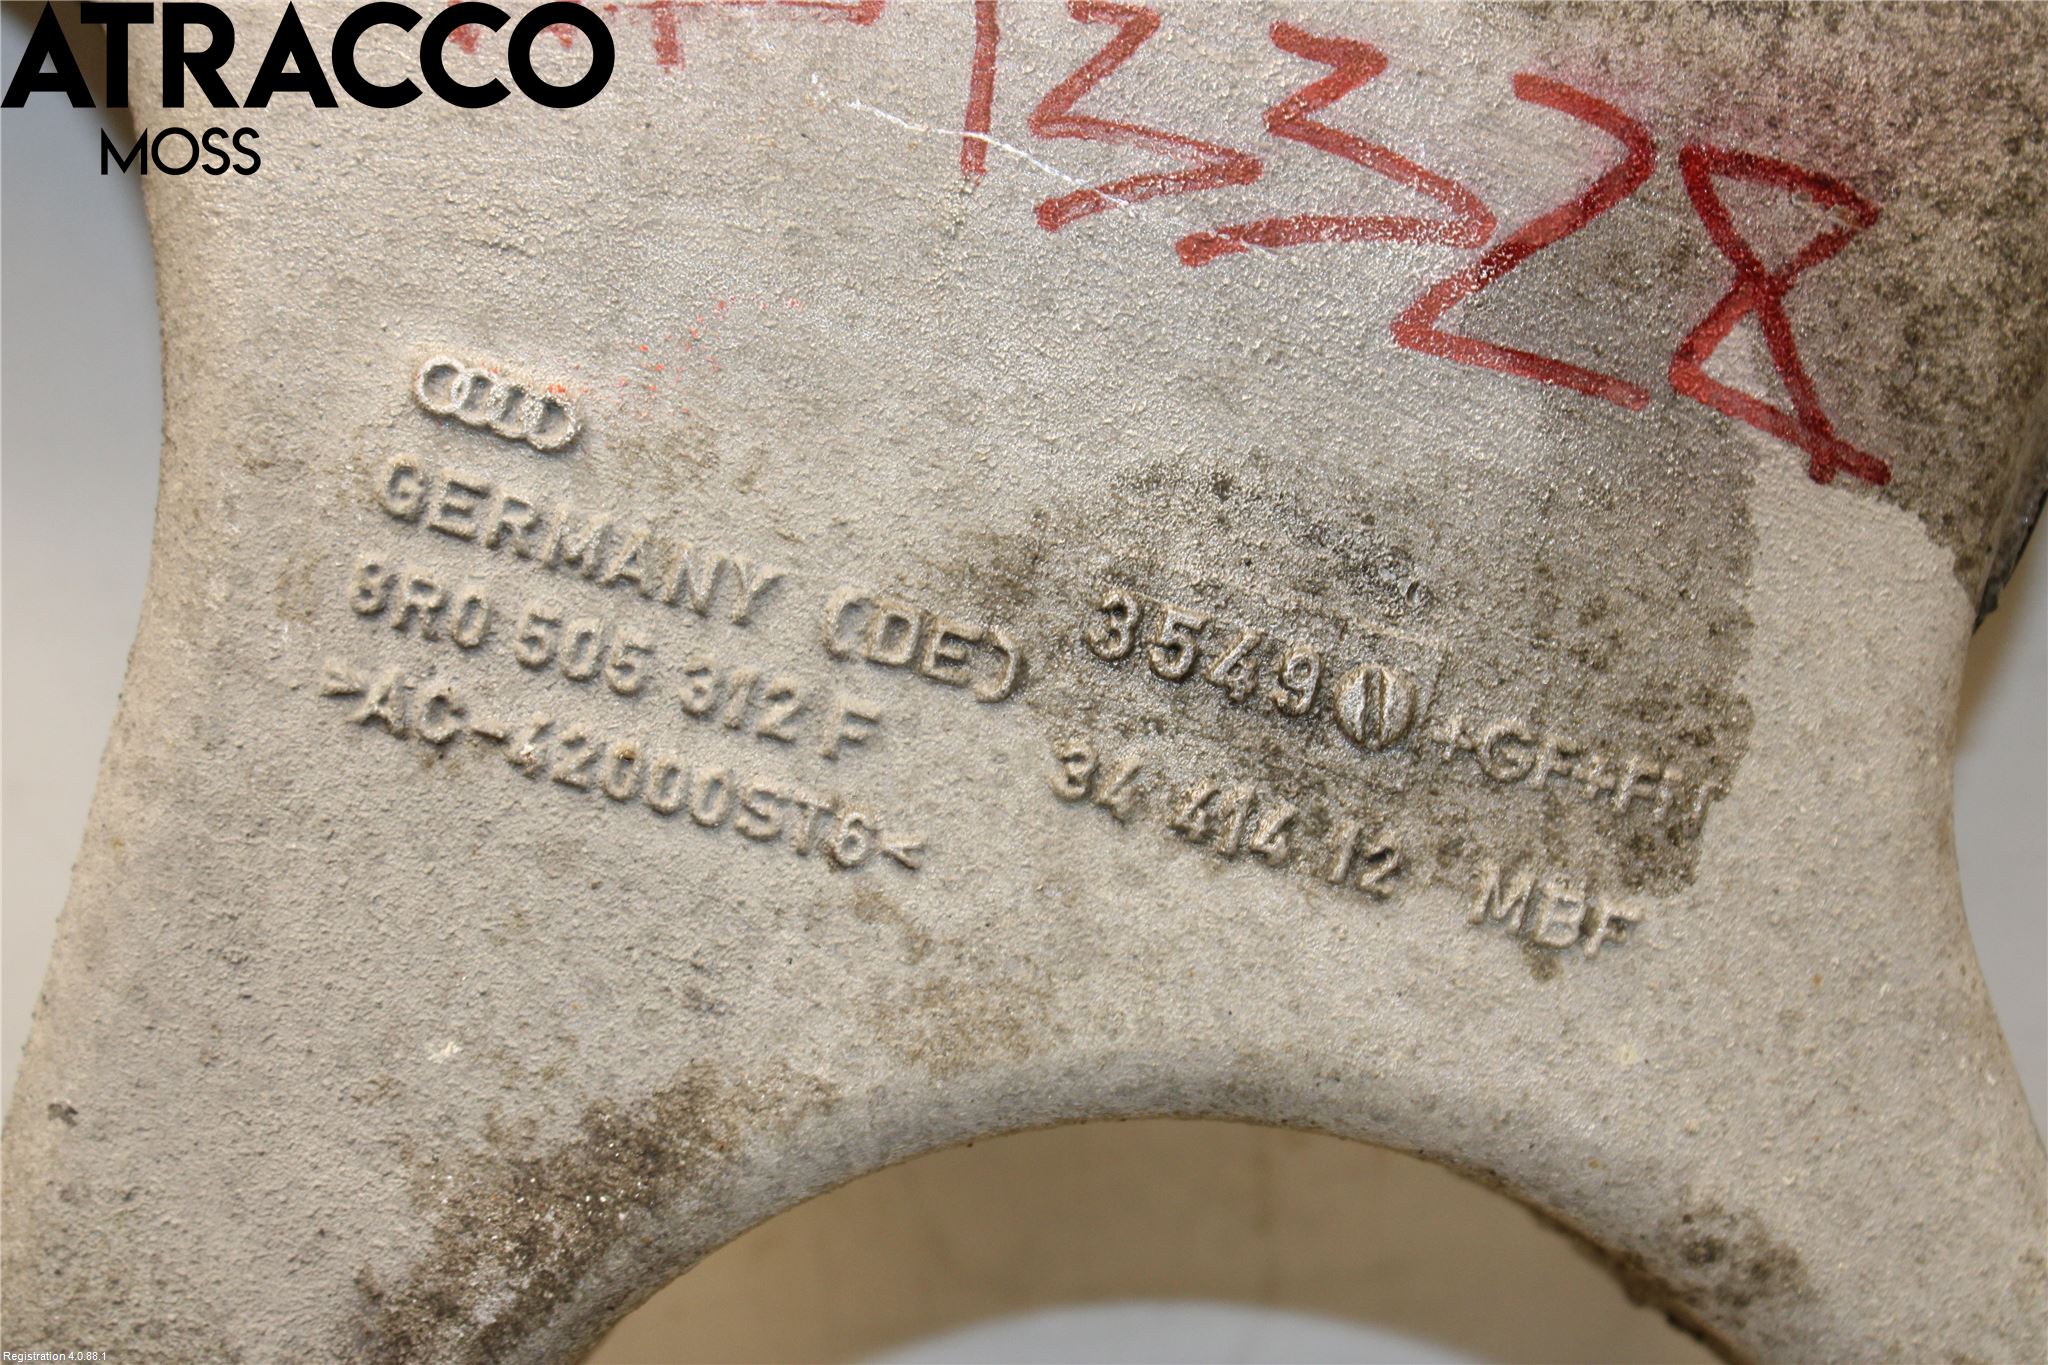 ATRACCO
MOSS
13328
GERMANY (DE)
8R0 505 312 F
>AC-42000ST6<
3549
+GF+
34 414 12 MBF
Registration 4.0.88.1